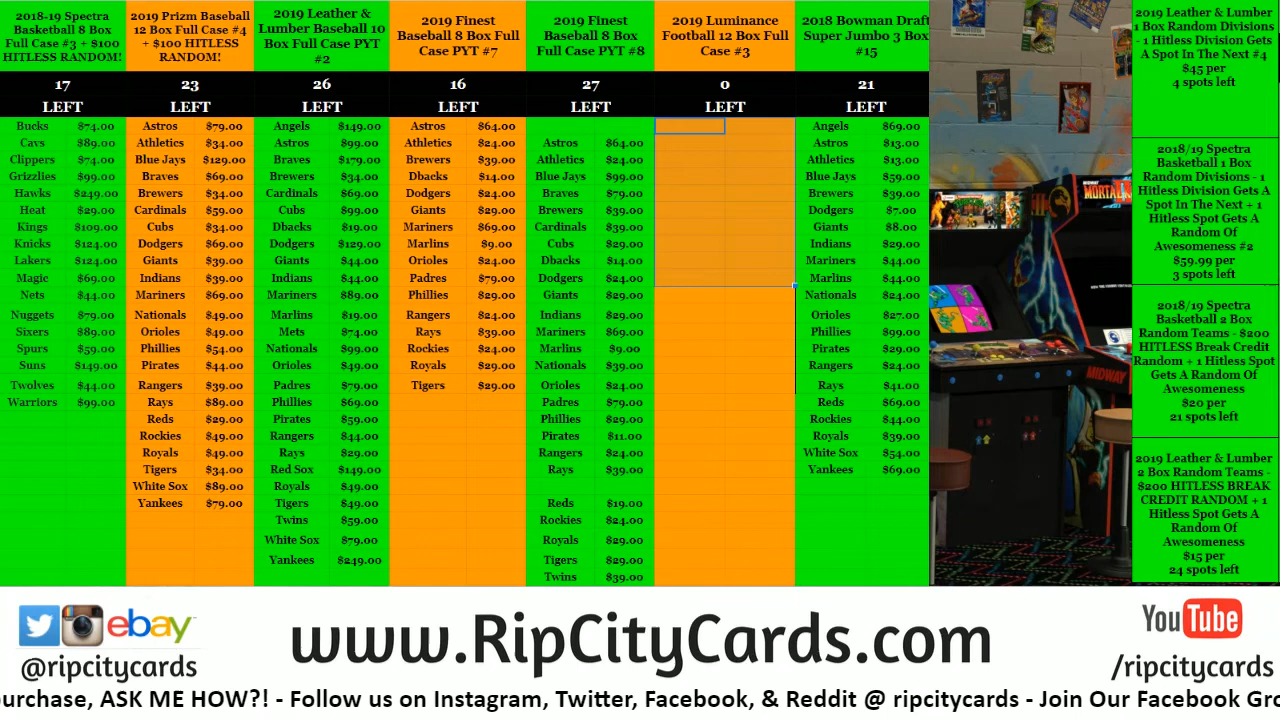 2018-19 Spectra
Basketball 8 Box
Full Case #3 + $100
HITLESS RANDOM!
17
LEFT
Bucks $74.00
Cavs $89.00
Clippers $74.00
Grizzlies $99.00
Hawks $249.00
Heat $29.00
Kings $109.00
Knicks $124.00
Lakers $124.00
Magic $69.00
Nets $44.00
Nuggets $79.00
Sixers $89.00
Spurs $59.00
Suns $149.00
Twolves $44.00
Warriors $99.00
2019 Prizm Baseball
12 Box Full Case #4
+ $100 HITLESS
RANDOM!
23
LEFT
Astros $79.00
Athletics $34.00
Blue Jays $129.00
Braves $69.00
Brewers $34.00
Cardinals $59.00
Cubs $34.00
Dodgers $69.00
Giants $39.00
Indians $39.00
Mariners $69.00
Nationals $49.00
Orioles $49.00
Phillies $54.00
Pirates $44.00
Rangers $39.00
Rays $89.00
Reds $29.00
Rockies $49.00
Royals $49.00
Tigers $34.00
White Sox $89.00
Yankees $79.00
2019 Leather &
Lumber Baseball 10
Box Full Case PYT
#2
26
LEFT
Angels $149.00
Astros $99.00
Braves $179.00
Brewers $34.00
Cardinals $69.00
Cubs $99.00
Dbacks $19.00
Dodgers $129.00
Giants $44.00
Indians $44.00
Mariners $89.00
Marlins $19.00
Mets $74.00
Nationals $99.00
Orioles $49.00
Padres $79.00
Phillies $69.00
Pirates $39.00
Rangers $44.00
Rays $29.00
Red Sox $149.00
Royals $49.00
Tigers $49.00
Twins $59.00
White Sox $79.00
Yankees $249.00
2019 Finest
Baseball 8 Box Full
Case PYT #7
16
LEFT
Astros $64.00
Athletics $24.00
Brewers $39.00
Dbacks $14.00
Dodgers $24.00
Giants $29.00
Mariners $69.00
Marlins $9.00
Orioles $24.00
Padres $79.00
Phillies $29.00
Rangers $24.00
Rays $39.00
Rockies $24.00
Royals $29.00
Tigers $29.00
2019 Finest
Baseball 8 Box
Full Case PYT #8
27
LEFT
Astros $64.00
Athletics $24.00
Blue Jays $99.00
Braves $79.00
Brewers $39.00
Cardinals $39.00
Cubs $29.00
Dbacks $14.00
Dodgers $24.00
Giants $29.00
Indians $29.00
Mariners $69.00
Marlins $9.00
Nationals $39.00
Orioles $24.00
Padres $79.00
Phillies $29.00
Pirates $11.00
Rangers $24.00
Rays $39.00
Reds $19.00
Rockies $24.00
Royals $29.00
Tigers $29.00
Twins $39.00
2019 Luminance
Football 12 Box Full
Case #3
0
LEFT
2018 Bowman Draft
Super Jumbo 3 Box
#15
21
LEFT
Angels $69.00
Astros $13.00
Athletics $13.00
Blue Jays $59.00
Brewers $39.00
Dodgers $7.00
Giants $8.00
Indians $29.00
Mariners $44.00
Marlins $44.00
Nationals $24.00
Orioles $27.00
Phillies $99.00
Pirates $29.00
Rangers $24.00
Rays $41.00
Reds $69.00
Rockies $44.00
Royals $39.00
White Sox $54.00
Yankees $69.00
MIDWAY
2019 Leather & Lumber
1 Box Random Divisions
- 1 Hitless Division Gets
A Spot In The Next #4
$45 per
4 spots left
2018/19 Spectra
Basketball 1 Box
Random Divisions - 1
Hitless Division Gets A
Spot In The Next + 1
Hitless Spot Gets A
Random Of
Awesomeness #2
$59.99 per
3 spots left
2018/19 Spectra
Basketball 2 Box
Random Teams - $200
HITLESS Break Credit
Random + 1 Hitless Spot
Gets A Random Of
Awesomeness
$20 per
21 spots left
2019 Leather & Lumber
2 Box Random Teams -
$200 HITLESS BREAK
CREDIT RANDOM + 1
Hitless Spot Gets A
Random Of
Awesomeness
$15 per
24 spots left
ebay
@ripcitycards
www.RipCityCards.com
YouTube
/ripcitycards
purchase, ASK ME HOW?! - Follow us on Instagram, Twitter, Facebook, & Reddit @ ripcitycards - Join Our Facebook Gro